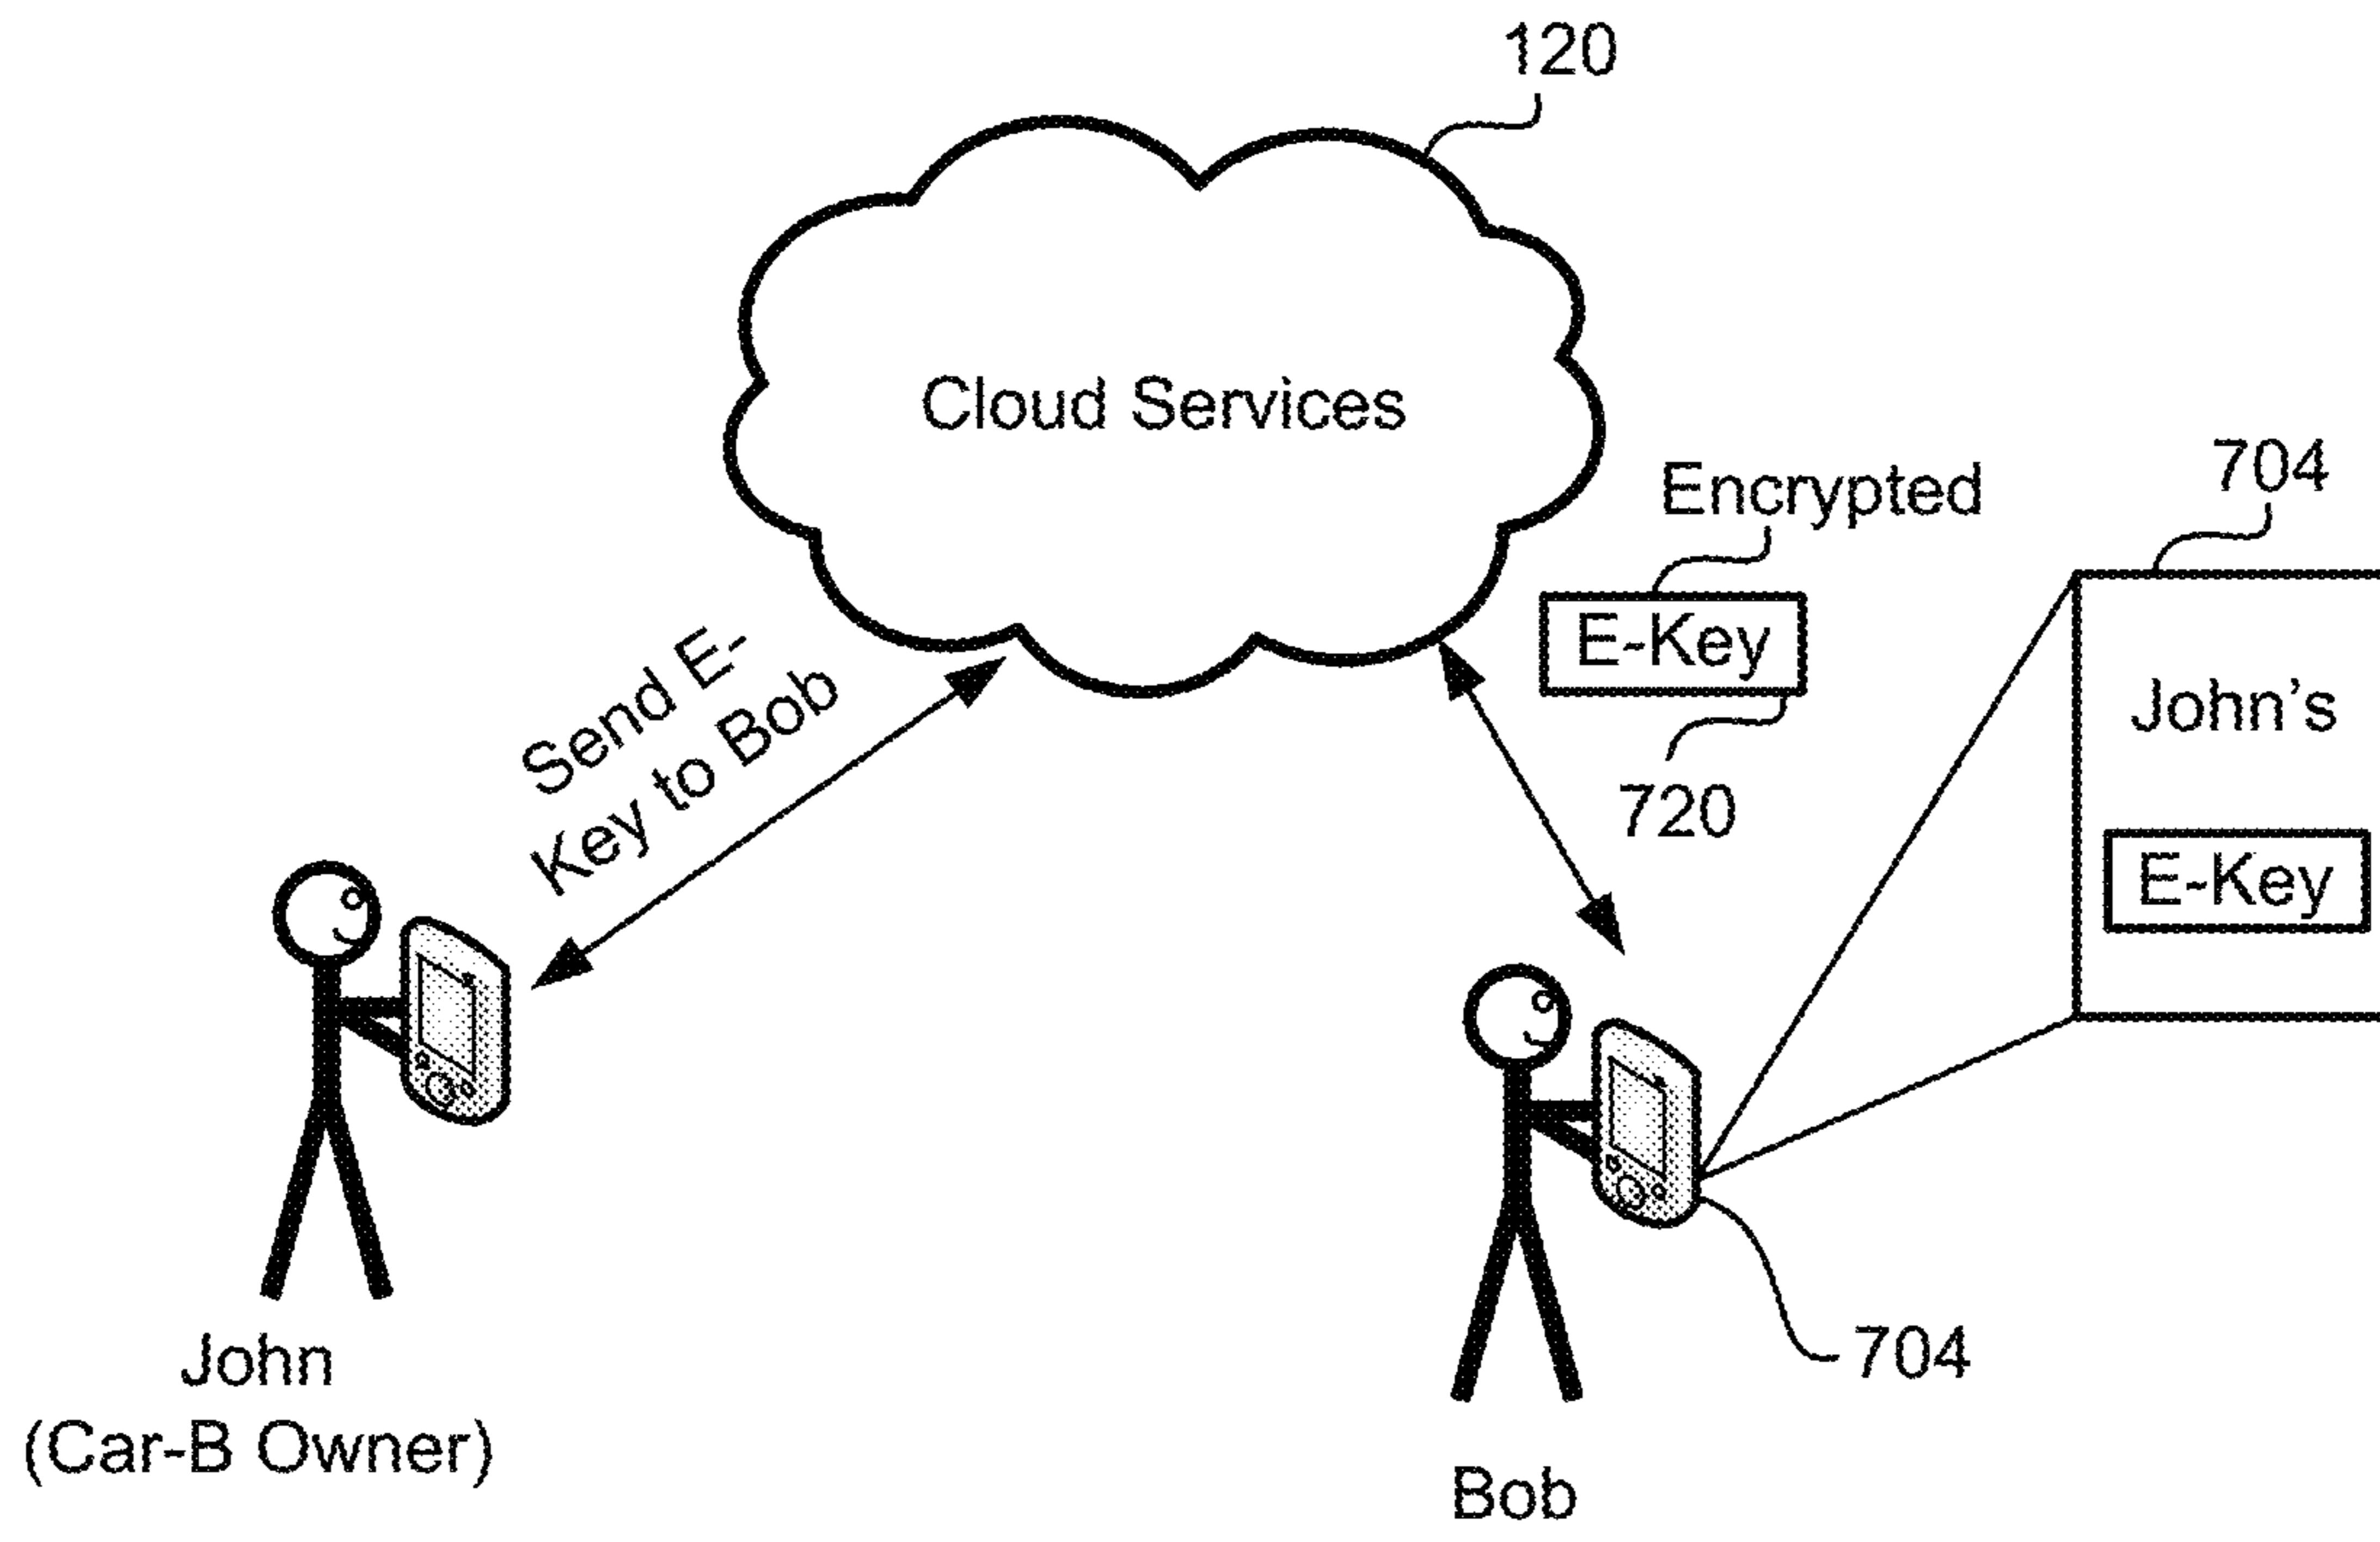 120
Cloud Services
Encrypted
704
E-Key
Send E-
Key to Bob
John's
720
E-Key
704
John
(Car-B Owner)
Bob